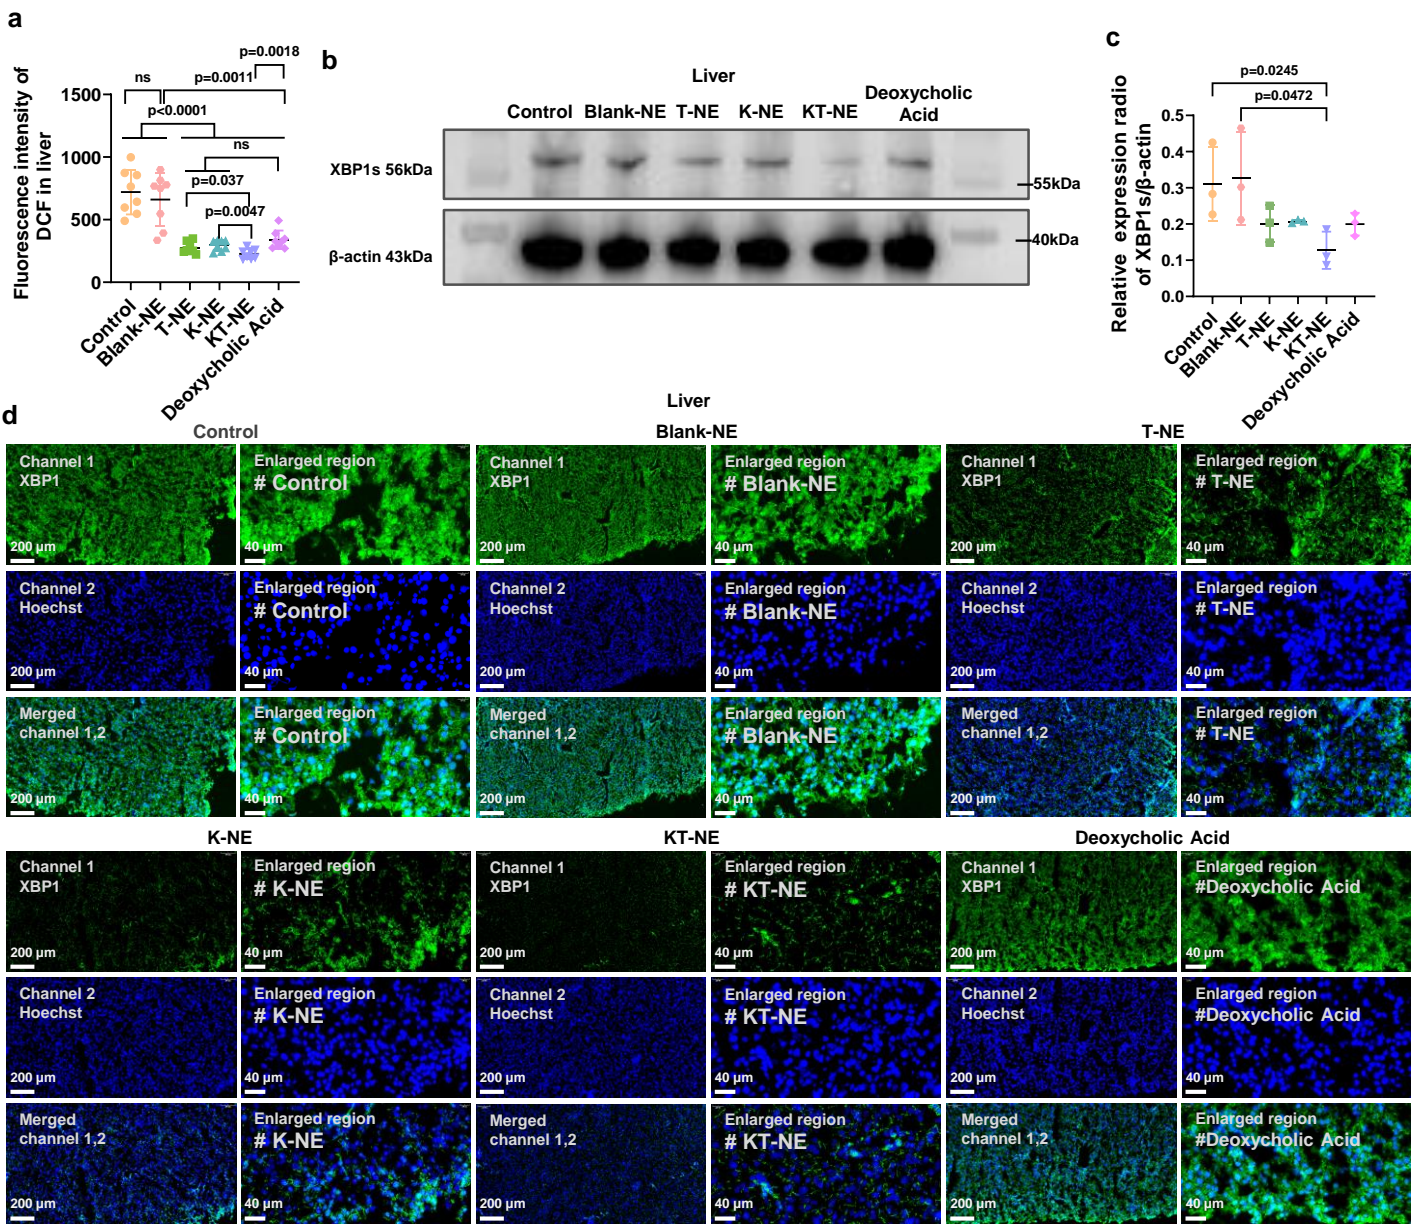 a
Fluorescence intensity of
DCF in liver
1500
1000
500
0
ns
p<0.0001
p=0.0011
p=0.0018
ns
p=0.037
p=0.0047
Control
Blank-NE
T-NE
K-NE
KT-NE
Deoxycholic Acid
b
Liver
Control Blank-NE T-NE K-NE KT-NE Deoxycholic
Acid
XBP1s 56kDa
55kDa
β-actin 43kDa
40kDa
c
Relative expression radio
of XBP1s/β-actin
p=0.0245
p=0.0472
0.5
0.4
0.3
0.2
0.1
0.0
Control
Blank-NE
T-NE
K-NE
KT-NE
Deoxycholic Acid
d
Liver
Control Blank-NE T-NE
Channel 1
XBP1
200 µm
Enlarged region
# Control
40 µm
Channel 1
XBP1
200 µm
Enlarged region
# Blank-NE
40 µm
Channel 1
XBP1
200 µm
Enlarged region
# T-NE
40 µm
Channel 2
Hoechst
200 µm
Enlarged region
# Control
40 µm
Channel 2
Hoechst
200 µm
Enlarged region
# Blank-NE
40 µm
Channel 2
Hoechst
200 µm
Enlarged region
# T-NE
40 µm
Merged
channel 1,2
200 µm
Enlarged region
# Control
40 µm
Merged
channel 1,2
200 µm
Enlarged region
# Blank-NE
40 µm
Merged
channel 1,2
200 µm
Enlarged region
# T-NE
40 µm
K-NE KT-NE Deoxycholic Acid
Channel 1
XBP1
200 µm
Enlarged region
# K-NE
40 µm
Channel 1
XBP1
200 µm
Enlarged region
# KT-NE
40 µm
Channel 1
XBP1
200 µm
Enlarged region
#Deoxycholic Acid
40 µm
Channel 2
Hoechst
200 µm
Enlarged region
# K-NE
40 µm
Channel 2
Hoechst
200 µm
Enlarged region
# KT-NE
40 µm
Channel 2
Hoechst
200 µm
Enlarged region
#Deoxycholic Acid
40 µm
Merged
channel 1,2
200 µm
Enlarged region
# K-NE
40 µm
Merged
channel 1,2
200 µm
Enlarged region
# KT-NE
40 µm
Merged
channel 1,2
200 µm
Enlarged region
#Deoxycholic Acid
40 µm